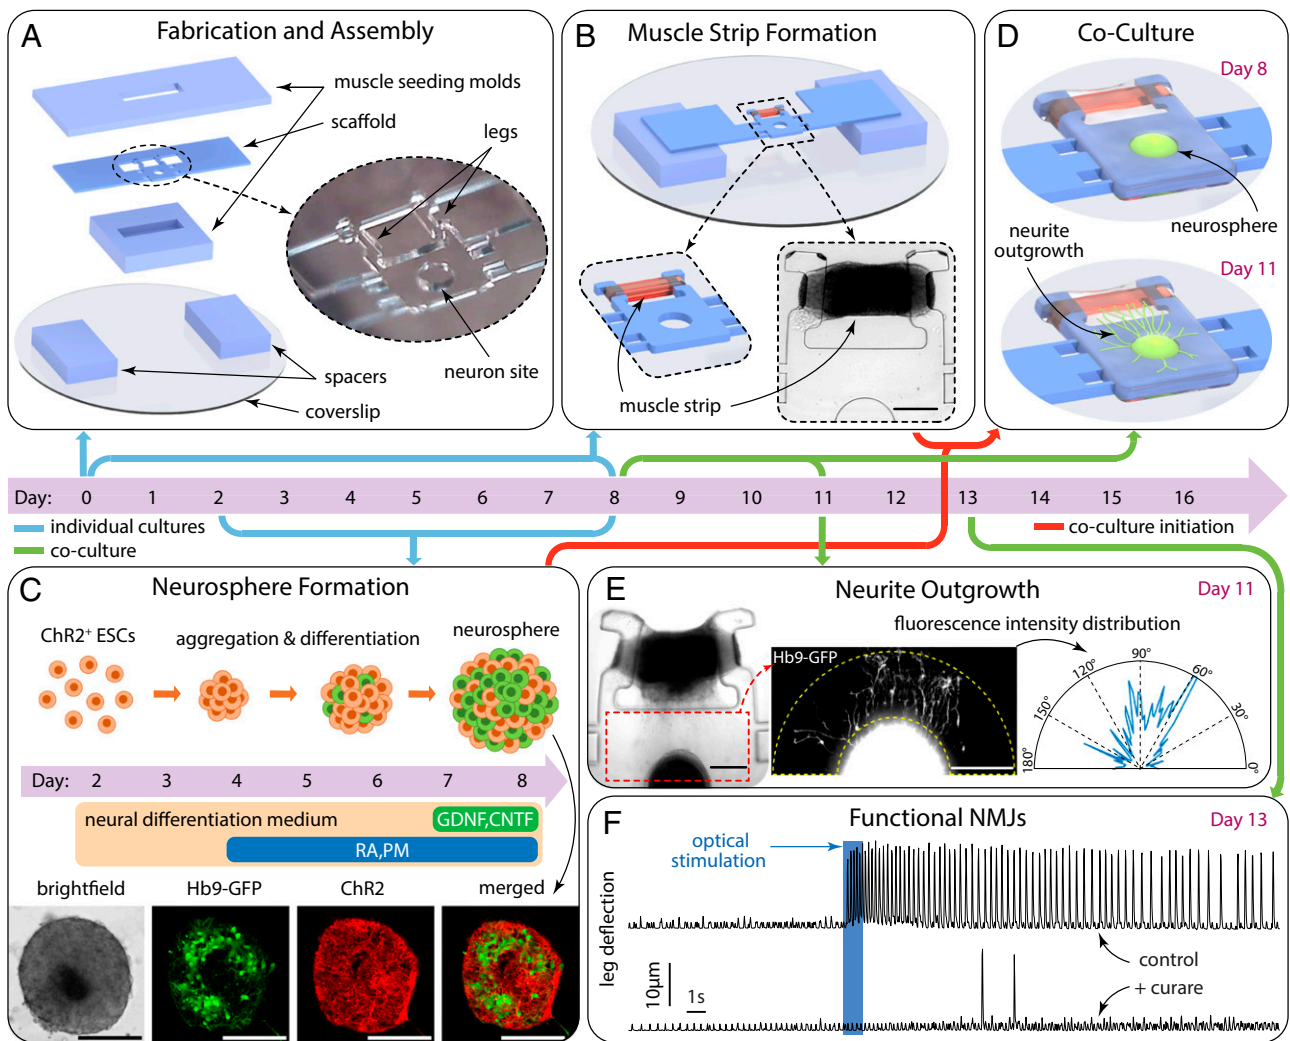 A
Fabrication and Assembly
muscle seeding molds
scaffold
legs
neuron site
spacers
coverslip
B
Muscle Strip Formation
muscle strip
D
Co-Culture
Day 8
neurosphere
neurite
outgrowth
Day 11
Day: 0 1 2 3 4 5 6 7 8 9 10 11 12 13 14 15 16
individual cultures
co-culture
co-culture initiation
C
Neurosphere Formation
ChR2⁺ ESCs
aggregation & differentiation
neurosphere
Day: 2 3 4 5 6 7 8
neural differentiation medium
GDNF,CNTF
RA,PM
brightfield
Hb9-GFP
ChR2
merged
E
Neurite Outgrowth
Day 11
fluorescence intensity distribution
Hb9-GFP
180°
150°
120°
90°
60°
30°
0°
F
Functional NMJs
Day 13
optical
stimulation
leg deflection
control
+ curare
10μm
1s